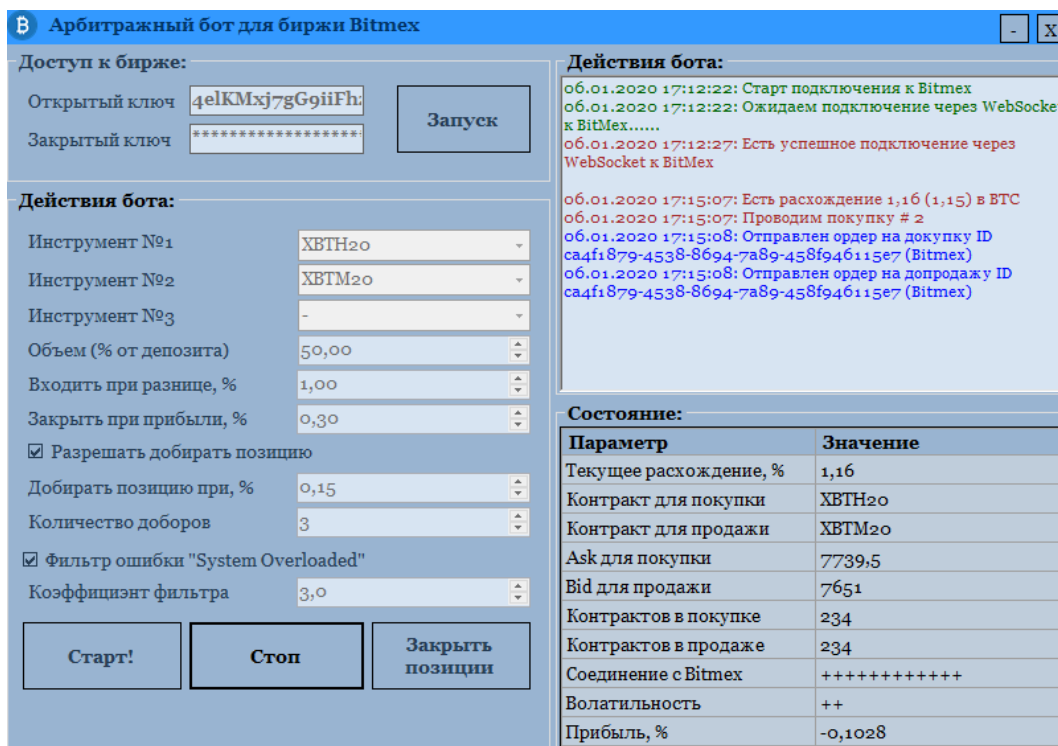 Арбитражный бот для биржи Bitmex
- X
Доступ к бирже:
Открытый ключ 4elKMxj7gG9iiFh
Закрытый ключ ******************
Запуск
Действия бота:
Инструмент №1 XBTH20
Инструмент №2 XBTM20
Инструмент №3 -
Объем (% от депозита) 50,00
Входить при разнице, % 1,00
Закрыть при прибыли, % 0,30
Разрешать добирать позицию
Добирать позицию при, % 0,15
Количество доборов 3
Фильтр ошибки "System Overloaded"
Коэффициэнт фильтра 3,0
Старт!
Стоп
Закрыть
позиции
Действия бота:
06.01.2020 17:12:22: Старт подключения к Bitmex
06.01.2020 17:12:22: Ожидаем подключение через WebSocke
к BitMex......
06.01.2020 17:12:27: Есть успешное подключение через
WebSocket к BitMex
06.01.2020 17:15:07: Есть расхождение 1,16 (1,15) в BTC
06.01.2020 17:15:07: Проводим покупку # 2
06.01.2020 17:15:08: Отправлен ордер на докупку ID
ca4f1879-4538-8694-7a89-458f946115e7 (Bitmex)
06.01.2020 17:15:08: Отправлен ордер на допродажу ID
ca4f1879-4538-8694-7a89-458f946115e7 (Bitmex)
Состояние:
Параметр Значение
Текущее расхождение, % 1,16
Контракт для покупки XBTH20
Контракт для продажи XBTM20
Ask для покупки 7739,5
Bid для продажи 7651
Контрактов в покупке 234
Контрактов в продаже 234
Соединение с Bitmex ++++++++++++
Волатильность ++
Прибыль, % -0,1028